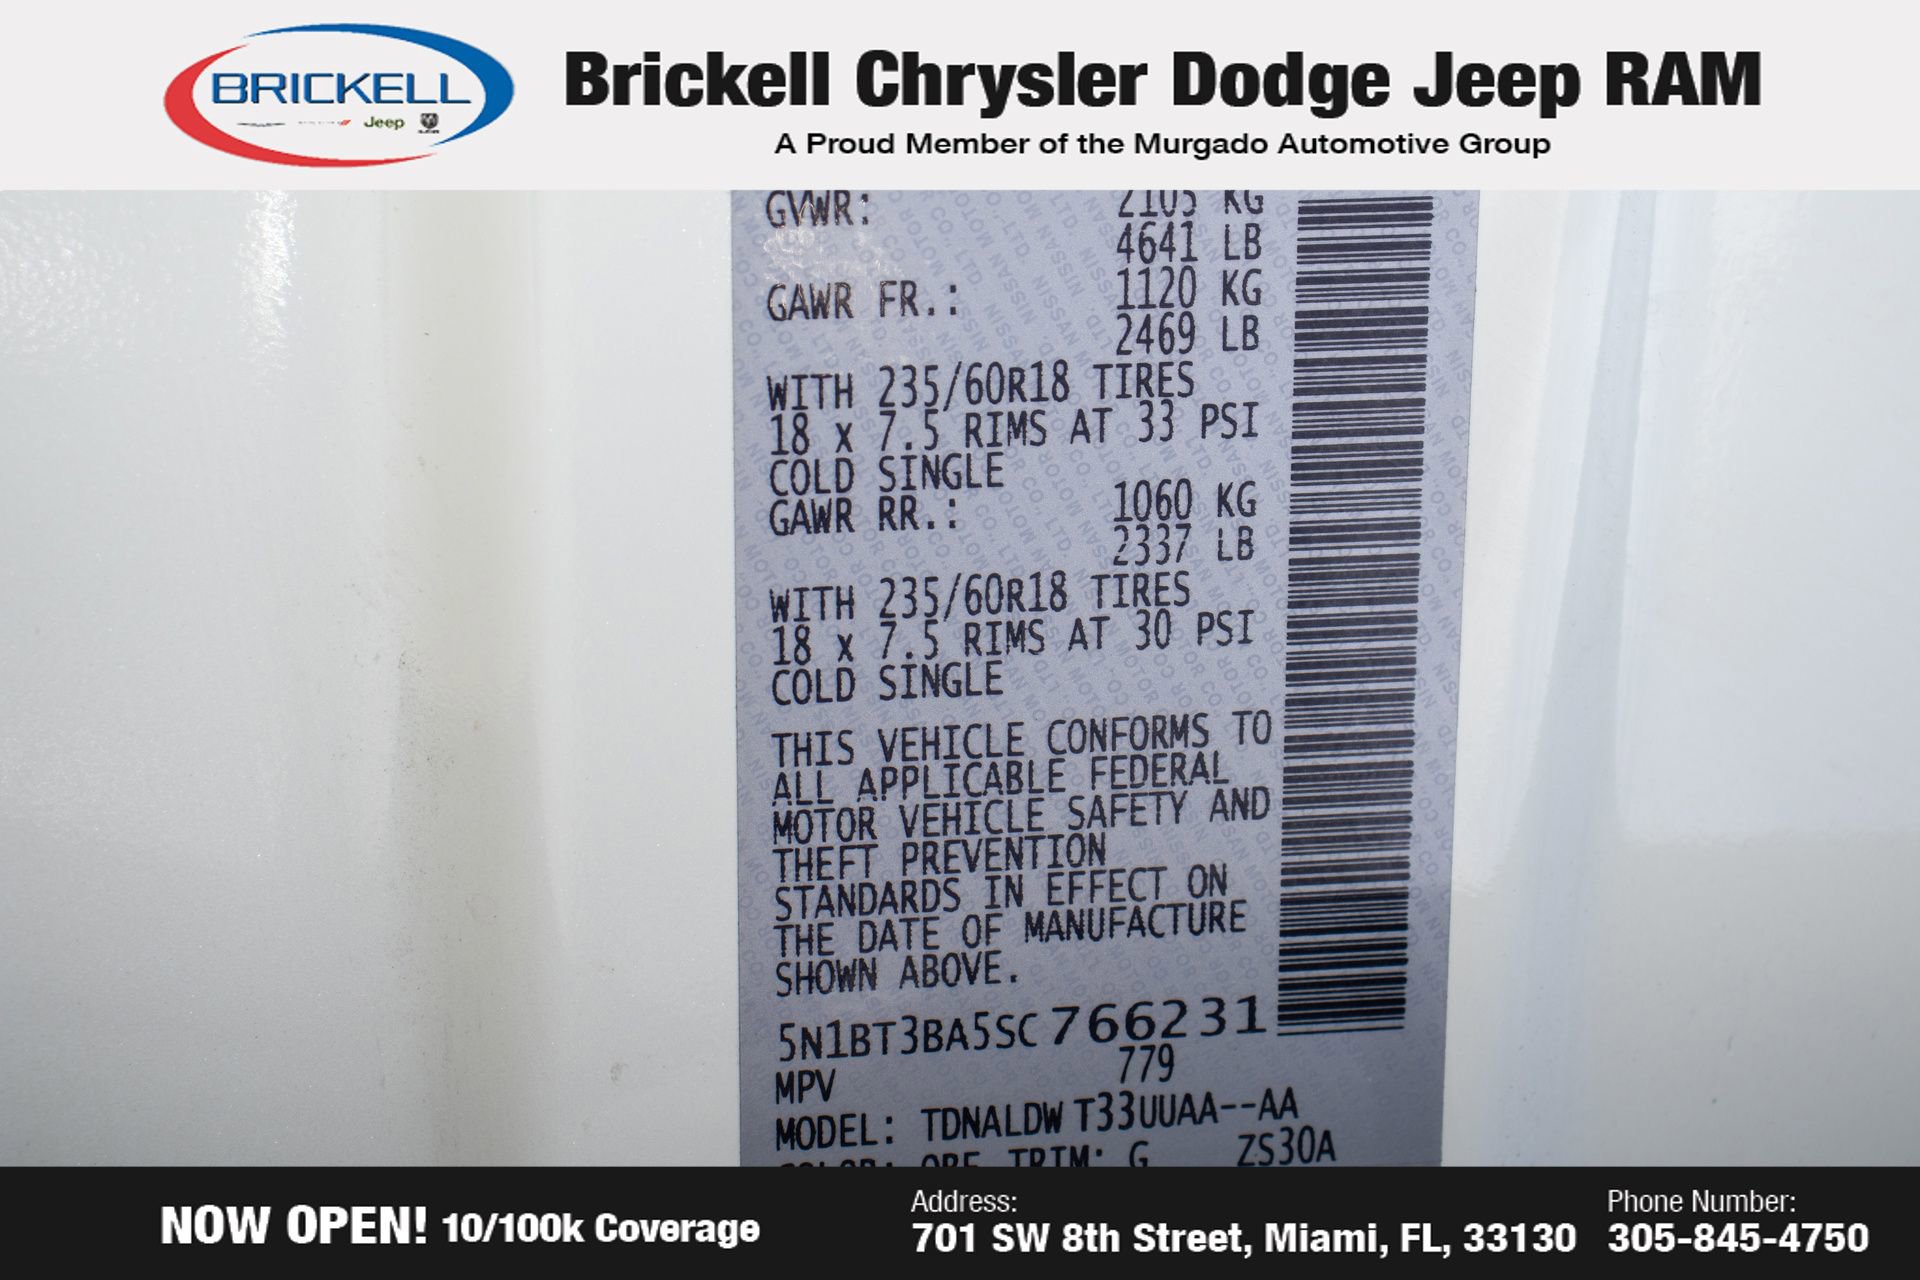 BRICKELL
Jeep
RAM
Brickell Chrysler Dodge Jeep RAM
A Proud Member of the Murgado Automotive Group
GVWR: 2105 KG
4641 LB
GAWR FR.: 1120 KG
2469 LB
WITH 235/60R18 TIRES
18 x 7.5 RIMS AT 33 PSI
COLD SINGLE
GAWR RR.: 1060 KG
2337 LB
WITH 235/60R18 TIRES
18 x 7.5 RIMS AT 30 PSI
COLD SINGLE
THIS VEHICLE CONFORMS TO
ALL APPLICABLE FEDERAL
MOTOR VEHICLE SAFETY AND
THEFT PREVENTION
STANDARDS IN EFFECT ON
THE DATE OF MANUFACTURE
SHOWN ABOVE.
5N1BT3BA5SC766231
MPV 779
MODEL: TDNALDW T33UUAA--AA
COLOR: TRIM: G ZS30A
NOW OPEN! 10/100k Coverage
Address:
701 SW 8th Street, Miami, FL, 33130
Phone Number:
305-845-4750